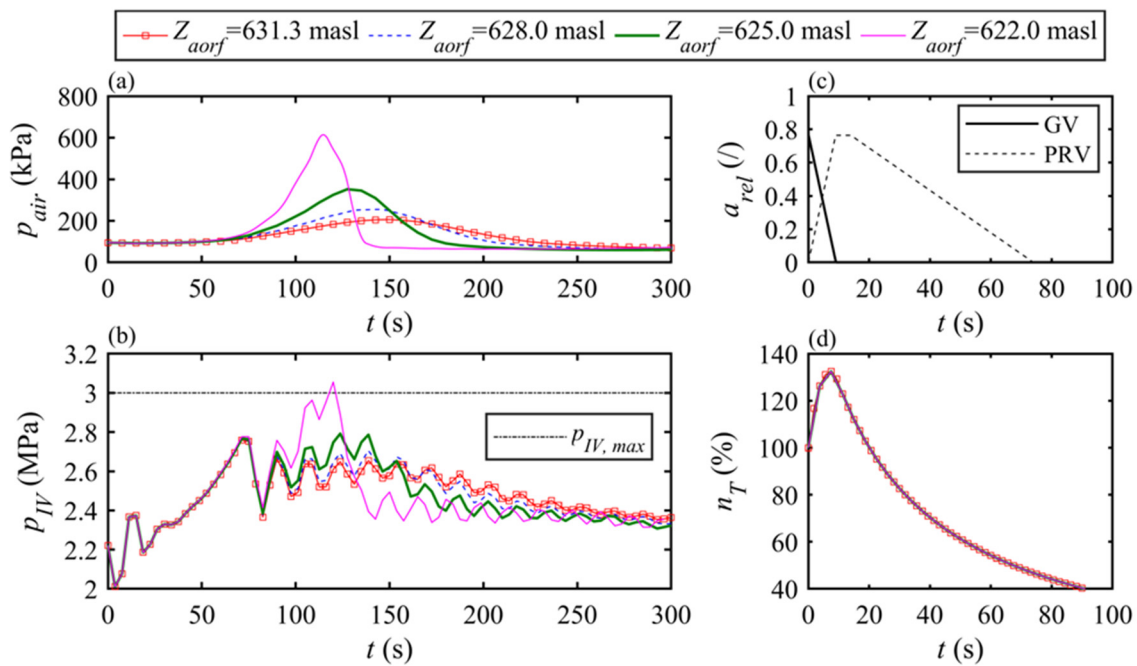 Z_aorf=631.3 masl Z_aorf=628.0 masl Z_aorf=625.0 masl Z_aorf=622.0 masl
(a)
800
600
400
200
0
p_air (kPa)
0 50 100 150 200 250 300
t (s)
(c)
1
0.8
0.6
0.4
0.2
0
a_rel (/)
GV
PRV
0 20 40 60 80 100
t (s)
(b)
3.2
3
2.8
2.6
2.4
2.2
2
p_IV (MPa)
p_IV, max
0 50 100 150 200 250 300
t (s)
(d)
140
120
100
80
60
40
n_T (%)
0 20 40 60 80 100
t (s)